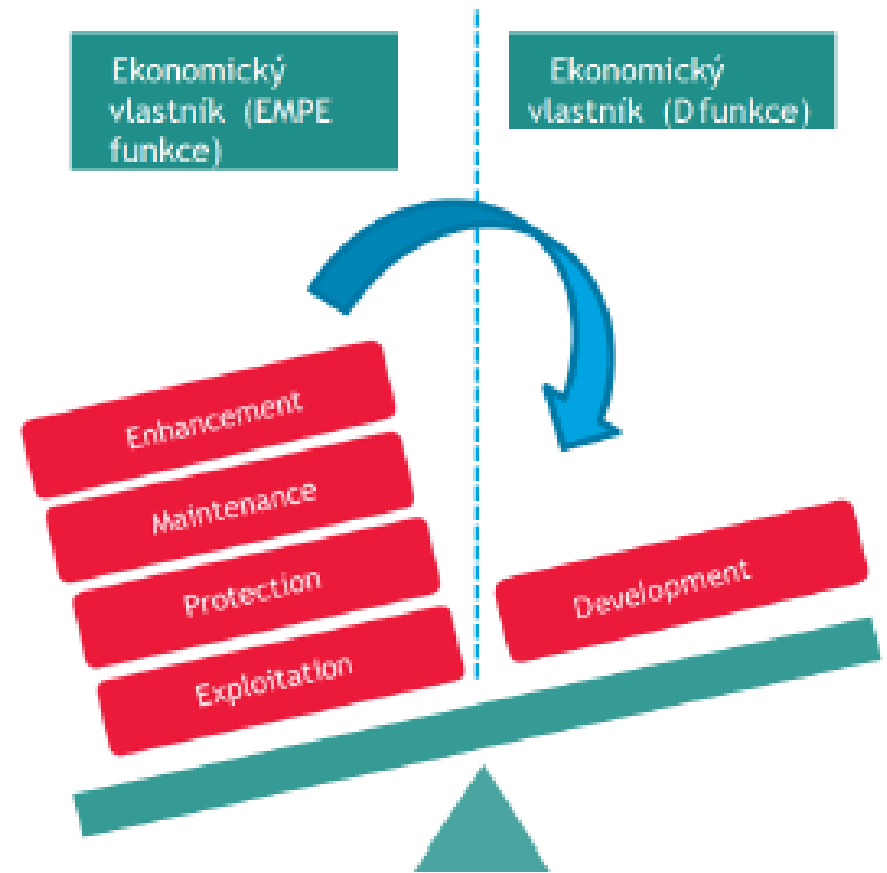 Ekonomický
vlastník (EMPE
funkce)
Ekonomický
vlastník (D funkce)
Enhancement
Maintenance
Protection
Exploitation
Development